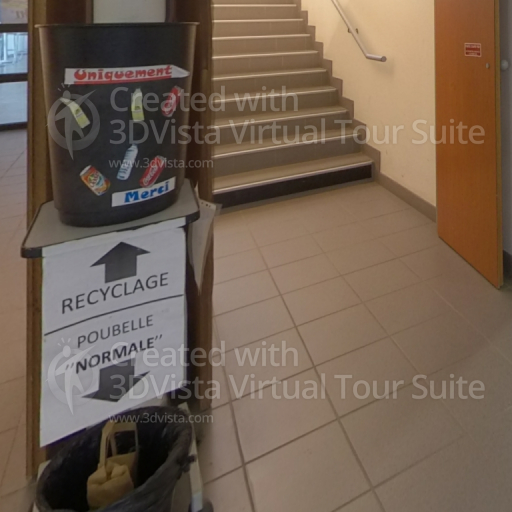 Uniquement
Merci
RECYCLAGE
POUBELLE
"NORMALE"
Created with
3DVista Virtual Tour Suite
www.3dvista.com
Created with
3DVista Virtual Tour Suite
www.3dvista.com